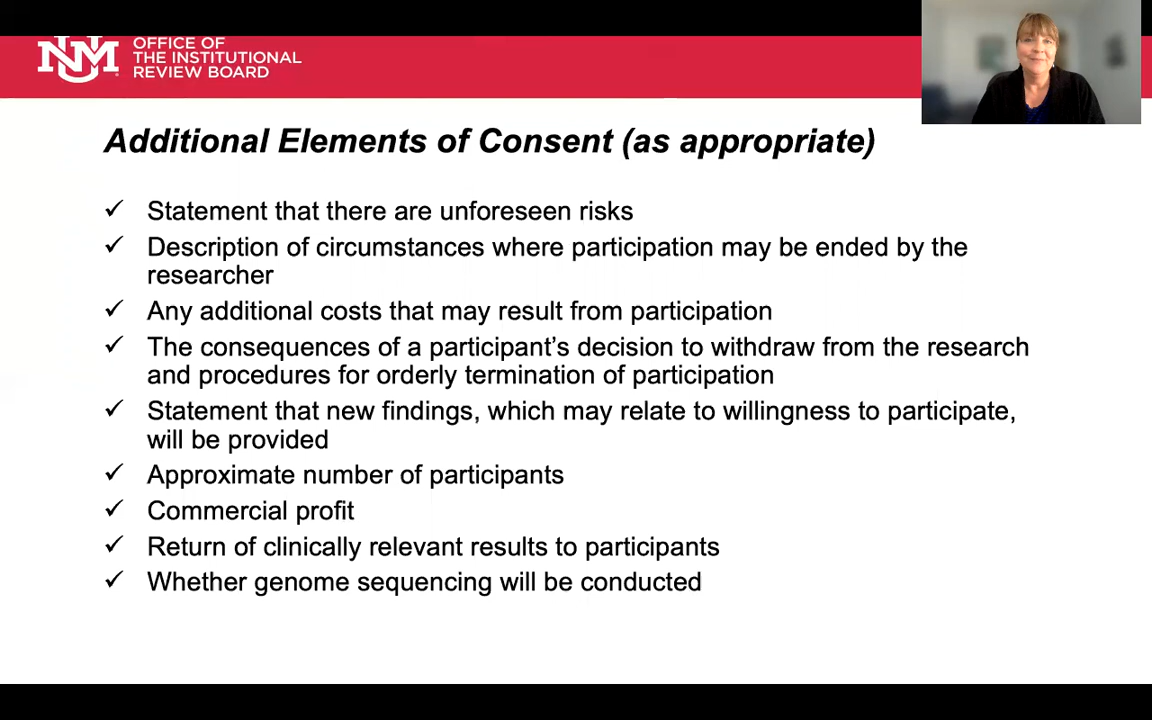 UNM
OFFICE OF
THE INSTITUTIONAL
REVIEW BOARD
Additional Elements of Consent (as appropriate)
✓ Statement that there are unforeseen risks
✓ Description of circumstances where participation may be ended by the
researcher
✓ Any additional costs that may result from participation
✓ The consequences of a participant’s decision to withdraw from the research
and procedures for orderly termination of participation
✓ Statement that new findings, which may relate to willingness to participate,
will be provided
✓ Approximate number of participants
✓ Commercial profit
✓ Return of clinically relevant results to participants
✓ Whether genome sequencing will be conducted